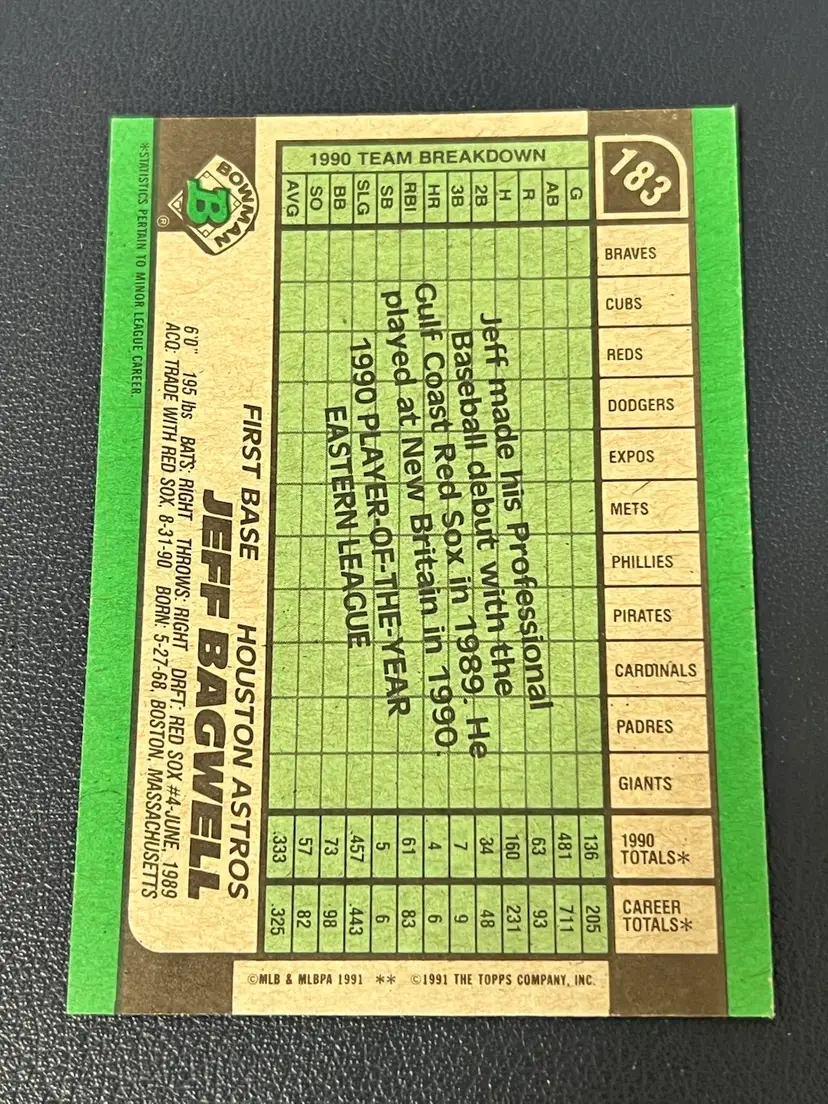 183
1990 TEAM BREAKDOWN
G AB R H 2B 3B HR RBI SB SLG BB SO AVG
BRAVES
CUBS
REDS
DODGERS
EXPOS
METS
PHILLIES
PIRATES
CARDINALS
PADRES
GIANTS
1990 TOTALS* 136 481 63 160 34 7 4 61 5 .457 73 57 .333
CAREER TOTALS* 205 711 93 231 48 9 6 83 6 .443 98 82 .325
Jeff made his Professional
Baseball debut with the
Gulf Coast Red Sox in 1989. He
played at New Britain in 1990.
1990 PLAYER-OF-THE-YEAR
EASTERN LEAGUE
FIRST BASE HOUSTON ASTROS
JEFF BAGWELL
6'0" 195 lbs BATS: RIGHT THROWS: RIGHT DRFT: RED SOX #4-JUNE, 1989
ACQ: TRADE WITH RED SOX, 8-31-90 BORN: 5-27-68, BOSTON, MASSACHUSETTS
BOWMAN
B
®
*STATISTICS PERTAIN TO MINOR LEAGUE CAREER.
©MLB & MLBPA 1991 ** ©1991 THE TOPPS COMPANY, INC.